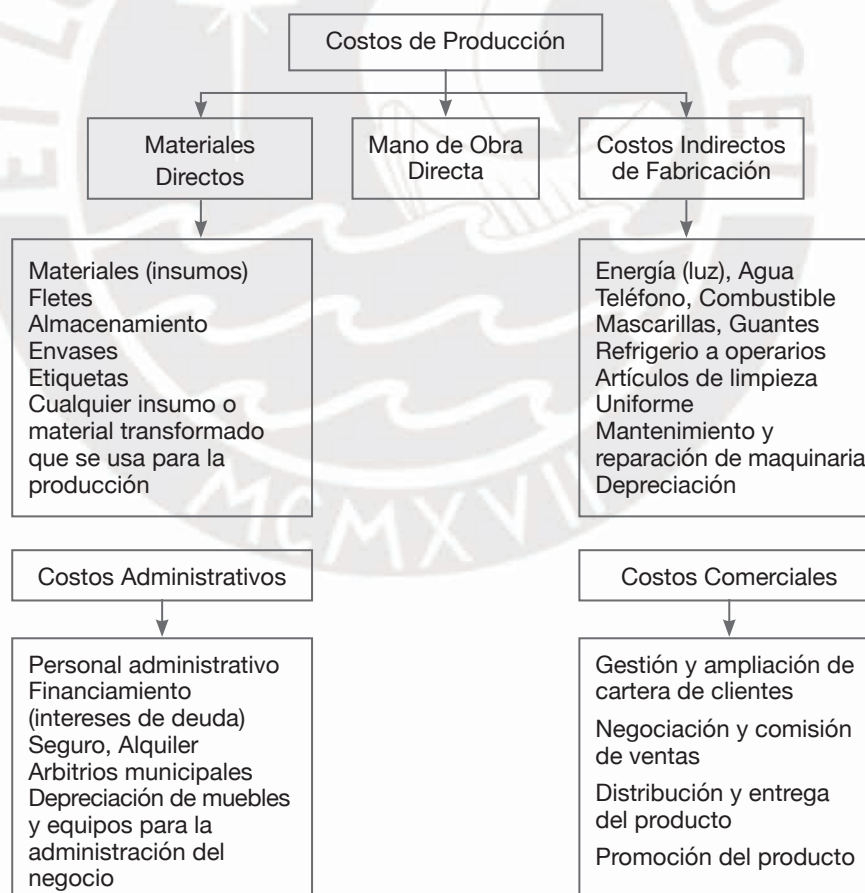 Costos de Producción
Materiales
Directos
Mano de Obra
Directa
Costos Indirectos
de Fabricación
Materiales (insumos)
Fletes
Almacenamiento
Envases
Etiquetas
Cualquier insumo o
material transformado
que se usa para la
producción
Energía (luz), Agua
Teléfono, Combustible
Mascarillas, Guantes
Refrigerio a operarios
Artículos de limpieza
Uniforme
Mantenimiento y
reparación de maquinaria
Depreciación
MCMXVII
Costos Administrativos
Costos Comerciales
Personal administrativo
Financiamiento
(intereses de deuda)
Seguro, Alquiler
Arbitrios municipales
Depreciación de muebles
y equipos para la
administración del
negocio
Gestión y ampliación de
cartera de clientes
Negociación y comisión
de ventas
Distribución y entrega
del producto
Promoción del producto